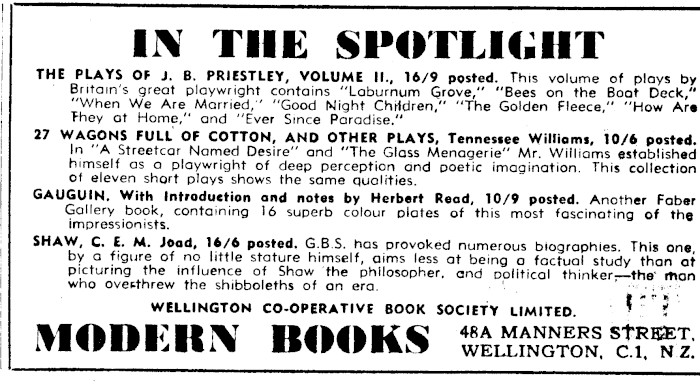 IN THE SPOTLIGHT
THE PLAYS OF J. B. PRIESTLEY, VOLUME II., 16/9 posted. This volume of plays by
Britain's great playwright contains "Laburnum Grove," "Bees on the Boat Deck,"
"When We Are Married," "Good Night Children," "The Golden Fleece," "How Are
They at Home," and "Ever Since Paradise."
27 WAGONS FULL OF COTTON, AND OTHER PLAYS, Tennessee Williams, 10/6 posted.
In "A Streetcar Named Desire" and "The Glass Menagerie" Mr. Williams established
himself as a playwright of deep perception and poetic imagination. This collection
of eleven short plays shows the same qualities.
GAUGUIN. With Introduction and notes by Herbert Read, 10/9 posted. Another Faber
Gallery book, containing 16 superb colour plates of this most fascinating of the
impressionists.
SHAW, C. E. M. Joad, 16/6 posted. G.B.S. has provoked numerous biographies. This one,
by a figure of no little stature himself, aims less at being a factual study than at
picturing the influence of Shaw the philosopher, and political thinker—the man
who overthrew the shibboleths of an era.
WELLINGTON CO-OPERATIVE BOOK SOCIETY LIMITED.
MODERN BOOKS
48A MANNERS STREET,
WELLINGTON, C.1, N.Z.